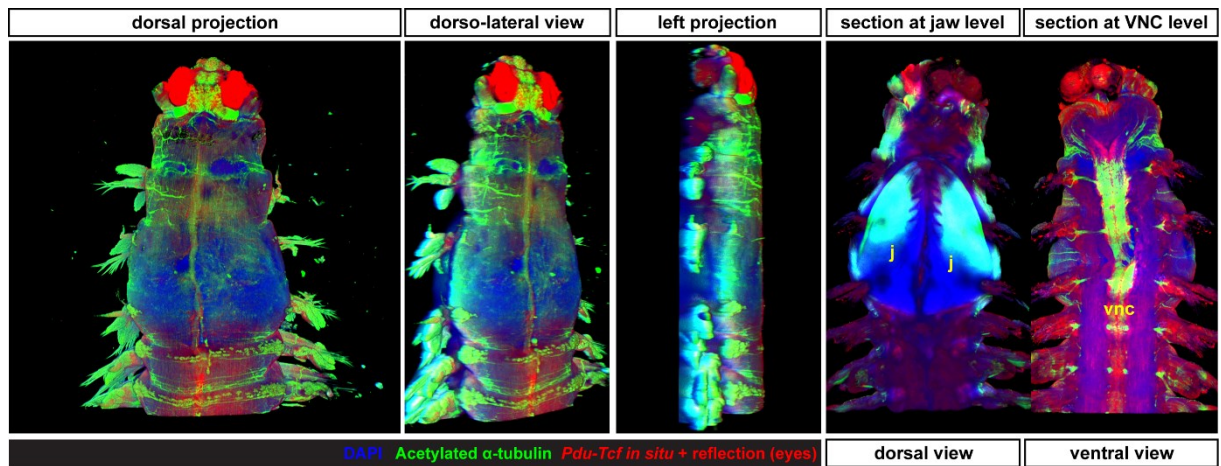 dorsal projection
dorso-lateral view
left projection
section at jaw level
section at VNC level
j
j
vnc
DAPI Acetylated α-tubulin Pdu-Tcf in situ + reflection (eyes)
dorsal view
ventral view